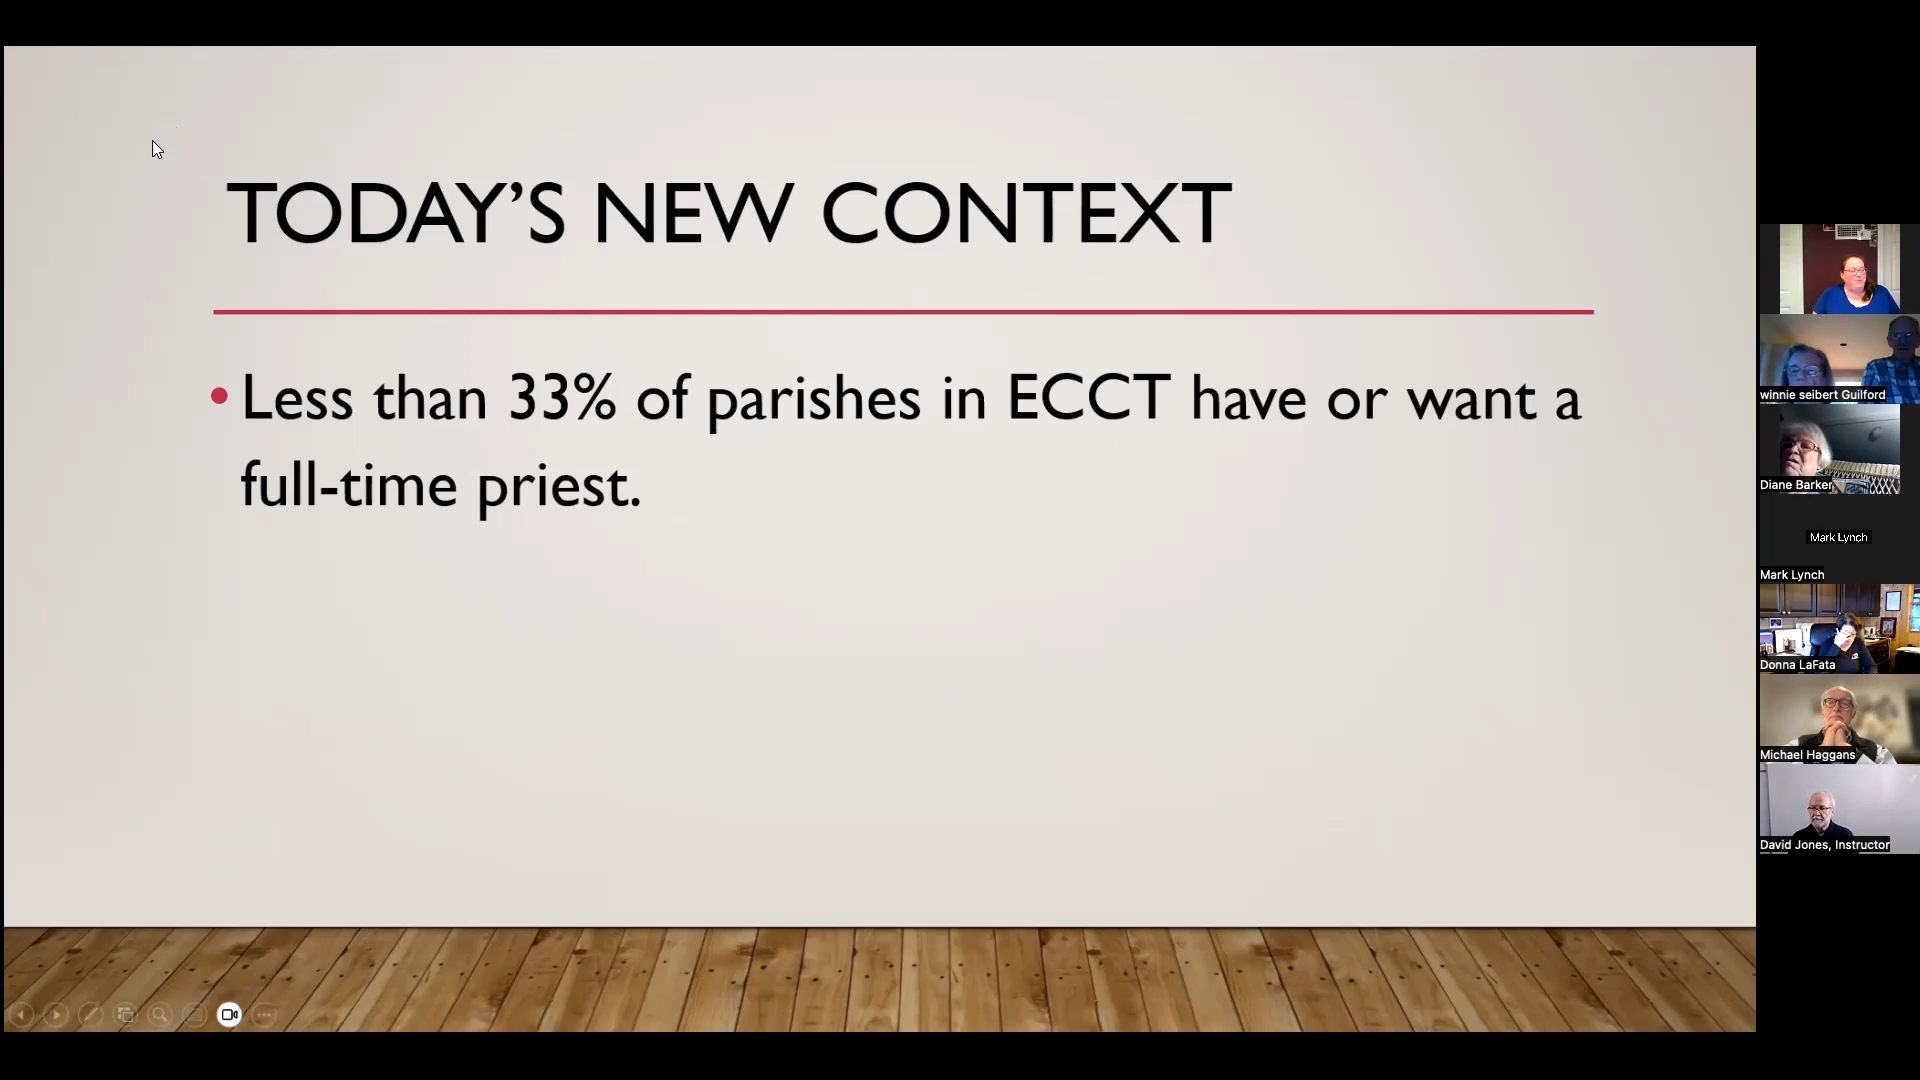 TODAY’S NEW CONTEXT
• Less than 33% of parishes in ECCT have or want a
full-time priest.
winnie seibert Guilford
Diane Barker
Mark Lynch
Mark Lynch
Donna LaFata
Michael Haggans
David Jones, Instructor